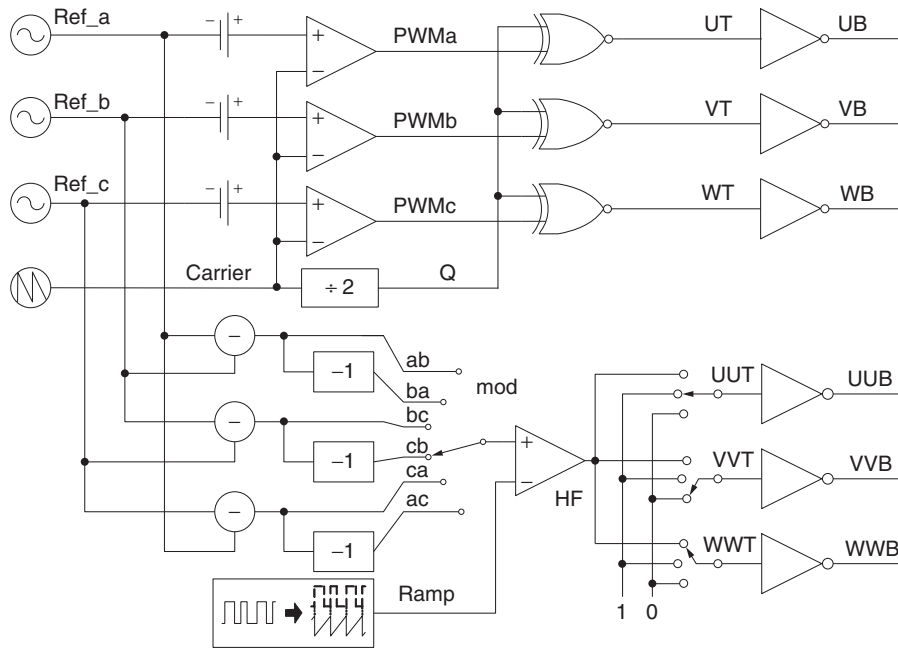 Ref_a
- +
+
−
PWMa
UT
UB
Ref_b
- +
+
−
PWMb
VT
VB
Ref_c
- +
+
−
PWMc
WT
WB
Carrier
÷ 2
Q
−
ab
−1
ba
mod
−
bc
−1
cb
−
ca
−1
ac
+
−
HF
UUT
UUB
VVT
VVB
WWT
WWB
Ramp
1 0